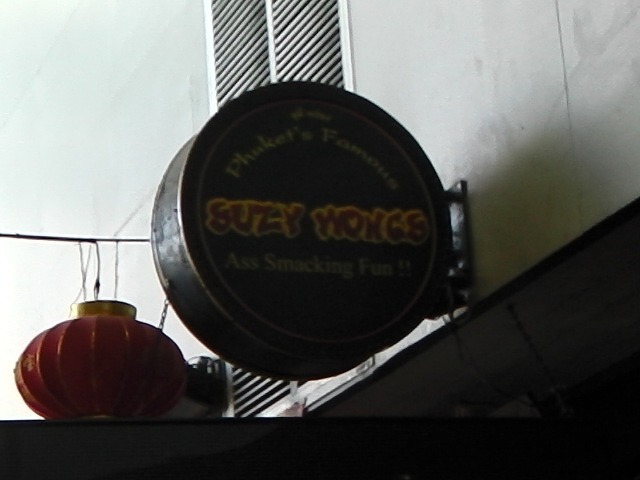 Phuket's Famous
SUZY WONGS
Ass Smacking Fun !!